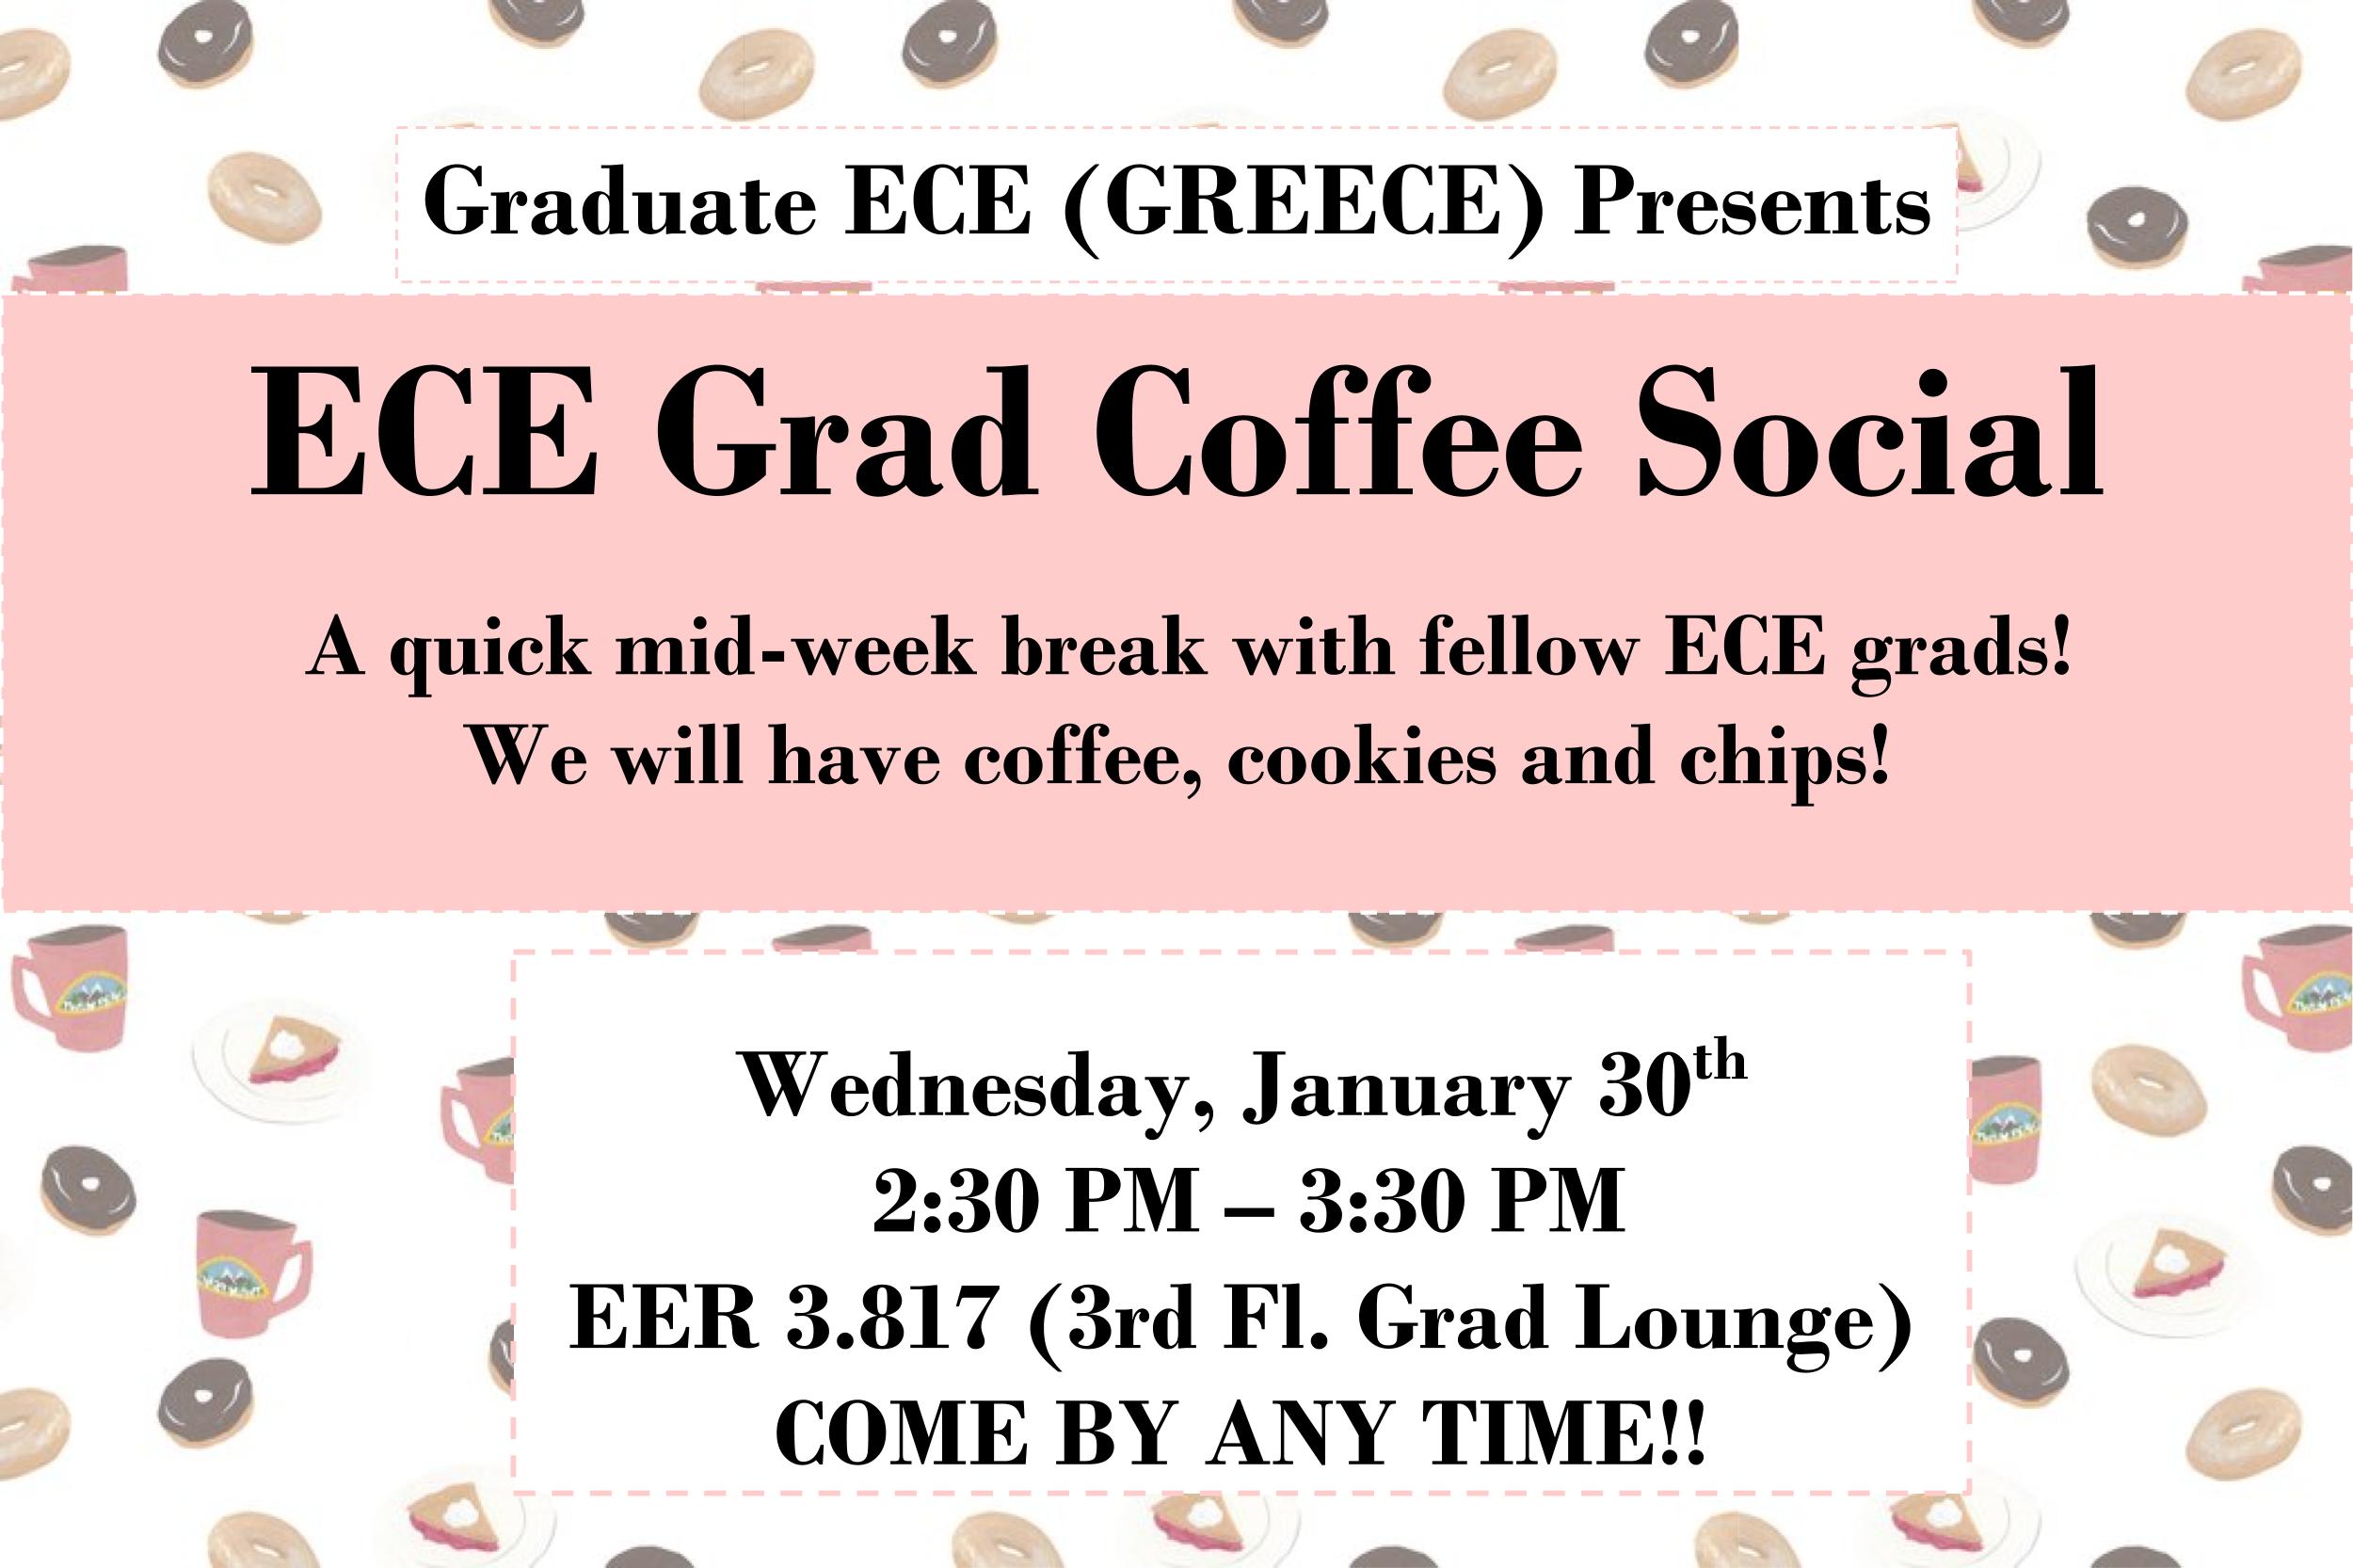 Graduate ECE (GREECE) Presents
ECE Grad Coffee Social
A quick mid-week break with fellow ECE grads!
We will have coffee, cookies and chips!
Wednesday, January 30th
2:30 PM – 3:30 PM
EER 3.817 (3rd Fl. Grad Lounge)
COME BY ANY TIME!!